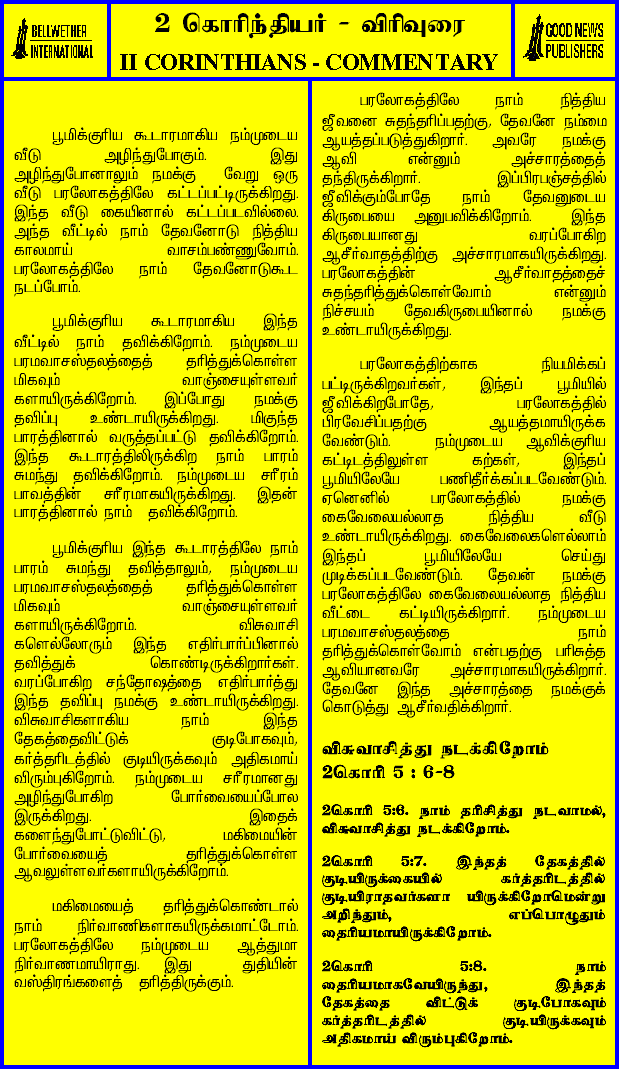 BELLWETHER
INTERNATIONAL
2 கொரிந்தியர் - விரிவுரை
II CORINTHIANS - COMMENTARY
GOOD NEWS
PUBLISHERS
பூமிக்குரிய கூடாரமாகிய நம்முடைய
வீடு அழிந்துபோகும். இது
அழிந்துபோனாலும் நமக்கு வேறு ஒரு
வீடு பரலோகத்திலே கட்டப்பட்டிருக்கிறது.
இந்த வீடு கையினால் கட்டப்படவில்லை.
அந்த வீட்டில் நாம் தேவனோடு நித்திய
காலமாய் வாசம்பண்ணுவோம்.
பரலோகத்திலே நாம் தேவனோடுகூட
நடப்போம்.
பூமிக்குரிய கூடாரமாகிய இந்த
வீட்டில் நாம் தவிக்கிறோம். நம்முடைய
பரமவாசஸ்தலத்தைத் தரித்துக்கொள்ள
மிகவும் வாஞ்சையுள்ளவர்
களாயிருக்கிறோம். இப்போது நமக்கு
தவிப்பு உண்டாயிருக்கிறது. மிகுந்த
பாரத்தினால் வருத்தப்பட்டு தவிக்கிறோம்.
இந்த கூடாரத்திலிருக்கிற நாம் பாரம்
சுமந்து தவிக்கிறோம். நம்முடைய சரீரம்
பாவத்தின் சரீரமாகயிருக்கிறது. இதன்
பாரத்தினால் நாம் தவிக்கிறோம்.
பூமிக்குரிய இந்த கூடாரத்திலே நாம்
பாரம் சுமந்து தவித்தாலும், நம்முடைய
பரமவாசஸ்தலத்தைத் தரித்துக்கொள்ள
மிகவும் வாஞ்சையுள்ளவர்
களாயிருக்கிறோம். விசுவாசி
களெல்லோரும் இந்த எதிர்பார்ப்பினால்
தவித்துக் கொண்டிருக்கிறார்கள்.
வரப்போகிற சந்தோஷத்தை எதிர்பார்த்து
இந்த தவிப்பு நமக்கு உண்டாயிருக்கிறது.
விசுவாசிகளாகிய நாம் இந்த
தேகத்தைவிட்டுக் குடிபோகவும்,
கர்த்தரிடத்தில் குடியிருக்கவும் அதிகமாய்
விரும்புகிறோம். நம்முடைய சரீரமானது
அழிந்துபோகிற போர்வையைப்போல
இருக்கிறது. இதைக்
களைந்துபோட்டுவிட்டு, மகிமையின்
போர்வையைத் தரித்துக்கொள்ள
ஆவலுள்ளவர்களாயிருக்கிறோம்.
மகிமையைத் தரித்துக்கொண்டால்
நாம் நிர்வாணிகளாகயிருக்கமாட்டோம்.
பரலோகத்திலே நம்முடைய ஆத்துமா
நிர்வாணமாயிராது. இது துதியின்
வஸ்திரங்களைத் தரித்திருக்கும்.
பரலோகத்திலே நாம் நித்திய
ஜீவனை சுதந்தரிப்பதற்கு, தேவனே நம்மை
ஆயத்தப்படுத்துகிறார். அவரே நமக்கு
ஆவி என்னும் அச்சாரத்தைத்
தந்திருக்கிறார். இப்பிரபஞ்சத்தில்
ஜீவிக்கும்போதே நாம் தேவனுடைய
கிருபையை அனுபவிக்கிறோம். இந்த
கிருபையானது வரப்போகிற
ஆசீர்வாதத்திற்கு அச்சாரமாகயிருக்கிறது.
பரலோகத்தின் ஆசீர்வாதத்தைச்
சுதந்தரித்துக்கொள்வோம் என்னும்
நிச்சயம் தேவகிருபையினால் நமக்கு
உண்டாயிருக்கிறது.
பரலோகத்திற்காக நியமிக்கப்
பட்டிருக்கிறவர்கள், இந்தப் பூமியில்
ஜீவிக்கிறபோதே, பரலோகத்தில்
பிரவேசிப்பதற்கு ஆயத்தமாயிருக்க
வேண்டும். நம்முடைய ஆவிக்குரிய
கட்டிடத்திலுள்ள கற்கள், இந்தப்
பூமியிலேயே பணிதீர்க்கப்படவேண்டும்.
ஏனெனில் பரலோகத்தில் நமக்கு
கைவேலையல்லாத நித்திய வீடு
உண்டாயிருக்கிறது. கைவேலைகளெல்லாம்
இந்தப் பூமியிலேயே செய்து
முடிக்கப்படவேண்டும். தேவன் நமக்கு
பரலோகத்திலே கைவேலையல்லாத நித்திய
வீட்டை கட்டியிருக்கிறார். நம்முடைய
பரமவாசஸ்தலத்தை நாம்
தரித்துக்கொள்வோம் என்பதற்கு பரிசுத்த
ஆவியானவரே அச்சாரமாகயிருக்கிறார்.
தேவனே இந்த அச்சாரத்தை நமக்குக்
கொடுத்து ஆசீர்வதிக்கிறார்.
விசுவாசித்து நடக்கிறோம்
2கொரி 5 : 6-8
2கொரி 5:6. நாம் தரிசித்து நடவாமல்,
விசுவாசித்து நடக்கிறோம்.
2கொரி 5:7. இந்தத் தேகத்தில்
குடியிருக்கையில் கர்த்தரிடத்தில்
குடியிராதவர்களா யிருக்கிறோமென்று
அறிந்தும், எப்பொழுதும்
தைரியமாயிருக்கிறோம்.
2கொரி 5:8. நாம்
தைரியமாகவேயிருந்து, இந்தத்
தேகத்தை விட்டுக் குடிபோகவும்
கர்த்தரிடத்தில் குடியிருக்கவும்
அதிகமாய் விரும்புகிறோம்.